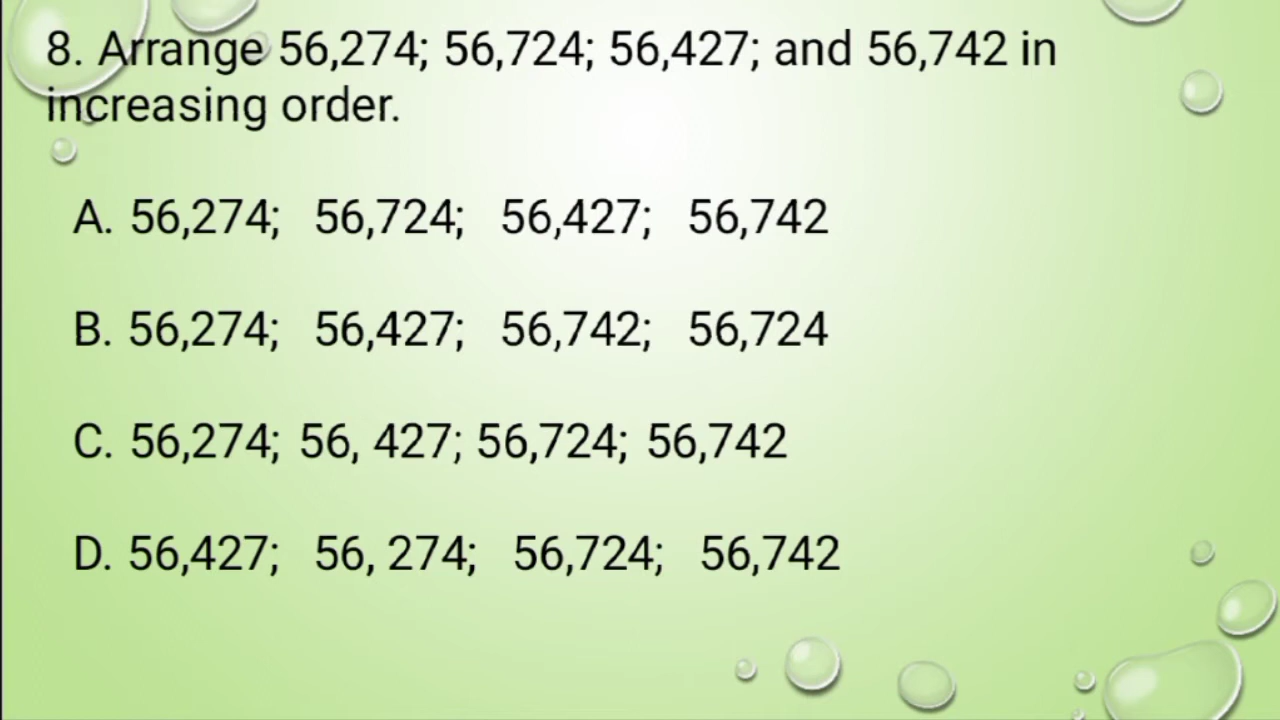 8. Arrange 56,274; 56,724; 56,427; and 56,742 in
increasing order.
A. 56,274; 56,724; 56,427; 56,742
B. 56,274; 56,427; 56,742; 56,724
C. 56,274; 56, 427; 56,724; 56,742
D. 56,427; 56, 274; 56,724; 56,742